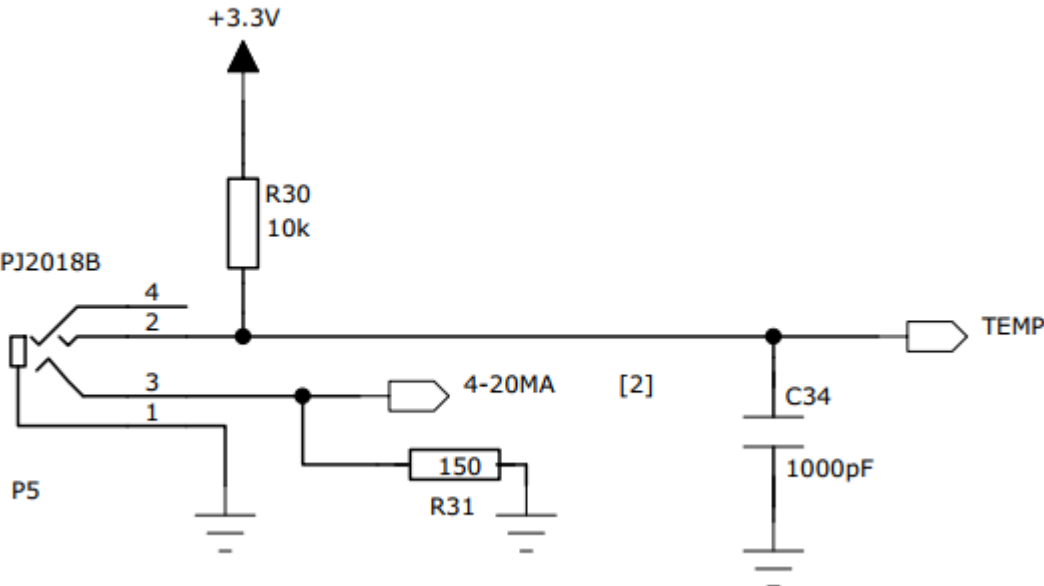 +3.3V
R30
10k
PJ2018B
4
2
TEMP
3
4-20MA [2]
1
C34
150
1000pF
P5
R31